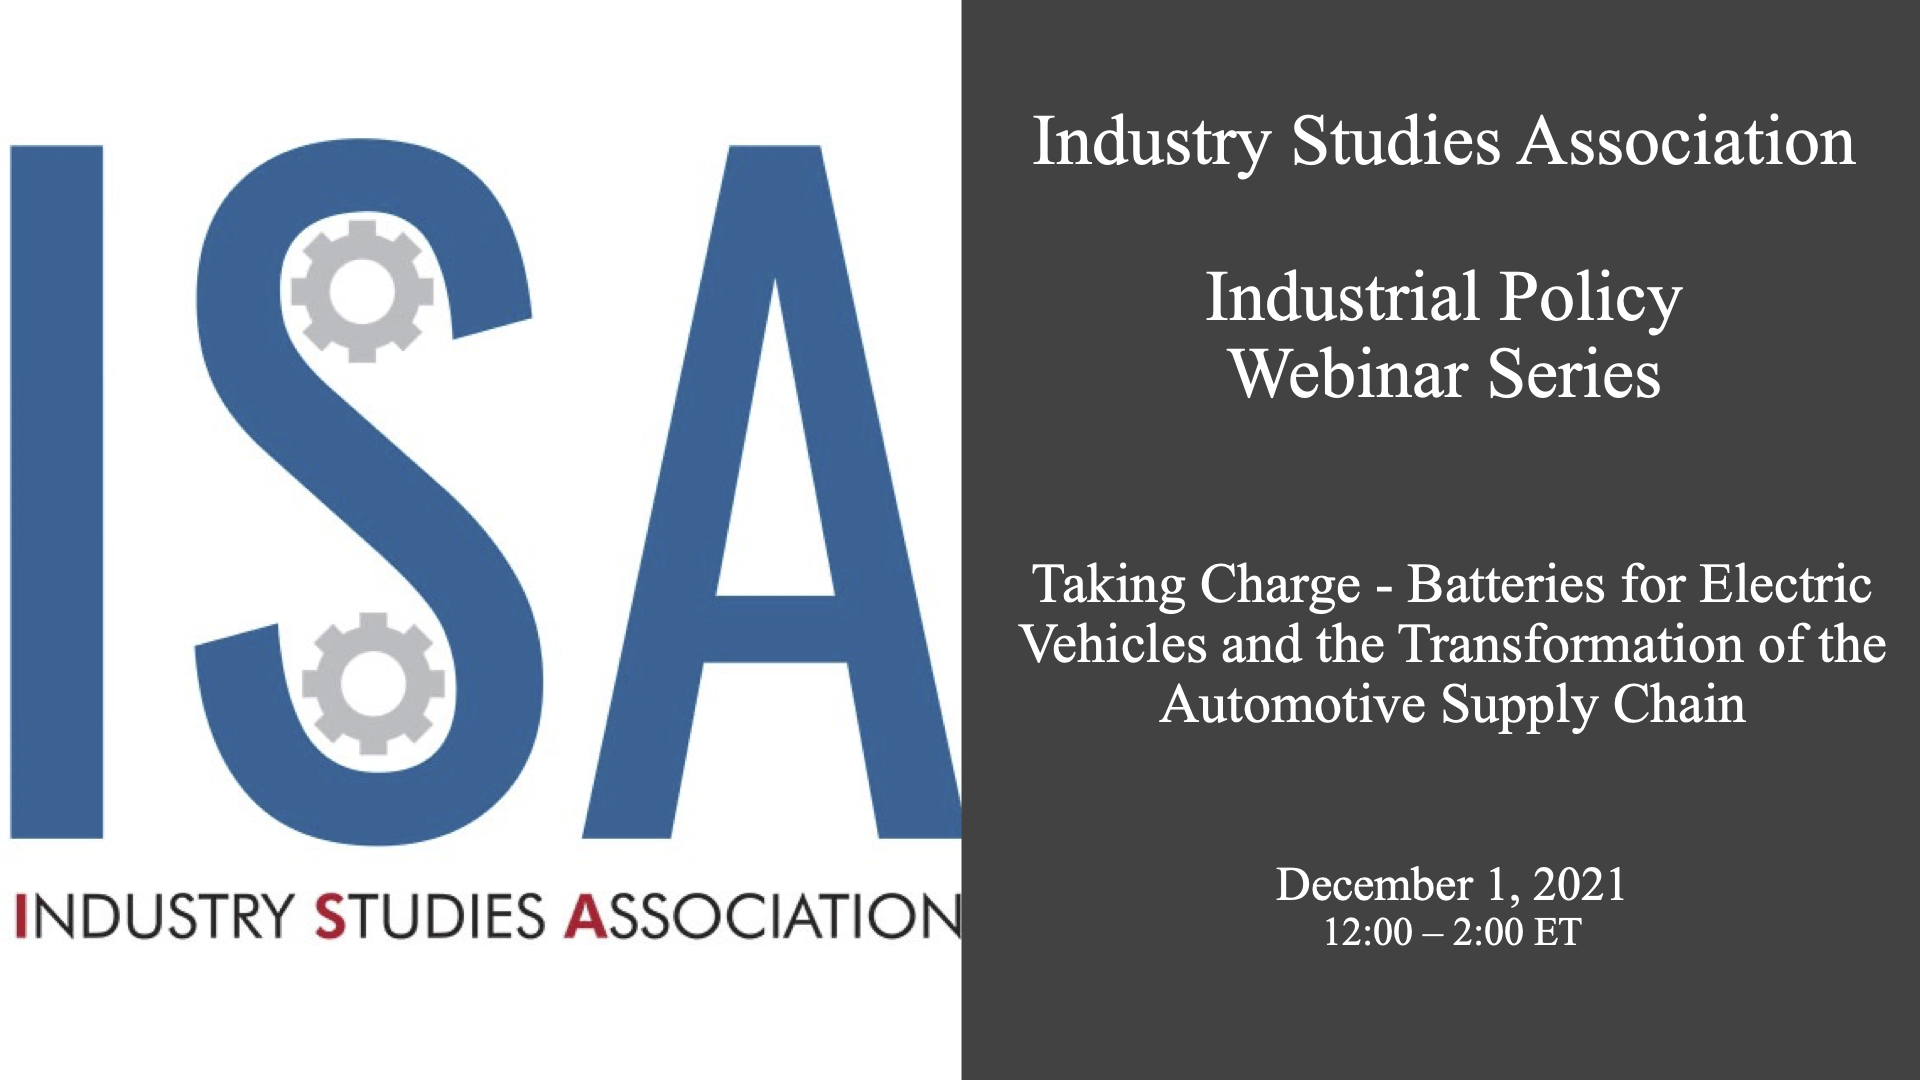 ISA
INDUSTRY STUDIES ASSOCIATION
Industry Studies Association
Industrial Policy
Webinar Series
Taking Charge - Batteries for Electric
Vehicles and the Transformation of the
Automotive Supply Chain
December 1, 2021
12:00 – 2:00 ET